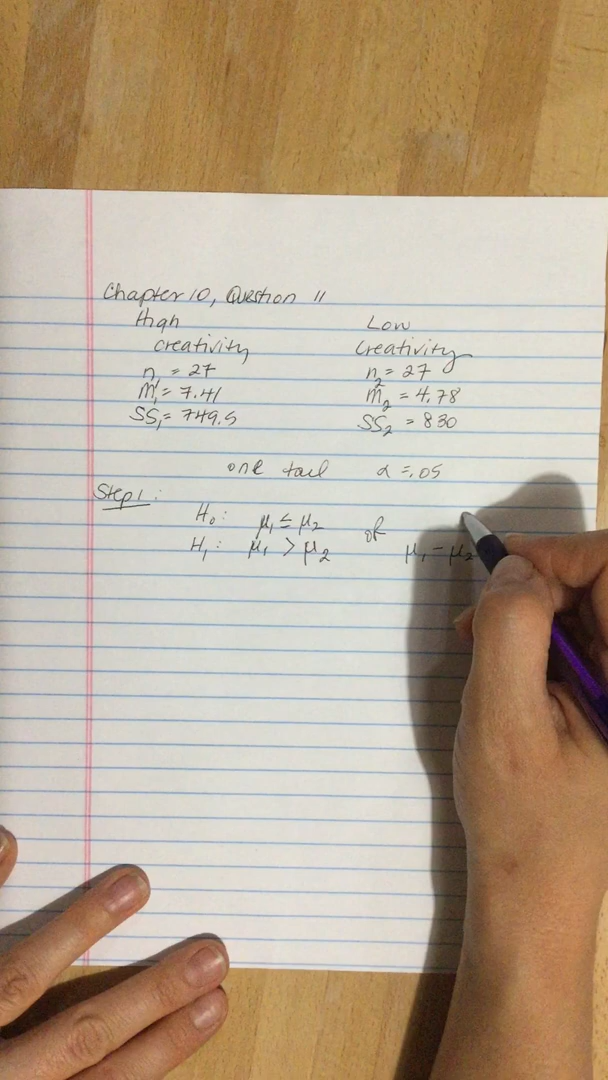 Chapter 10, Question 11
High Low
creativity Creativity
n₁ = 27 n₂ = 27
M₁ = 7.41 M₂ = 4.78
SS₁ = 749.5 SS₂ = 830
one tail α = .05
Step 1:
H₀: μ₁ ≤ μ₂ or
H₁: μ₁ > μ₂ μ₁ - μ₂